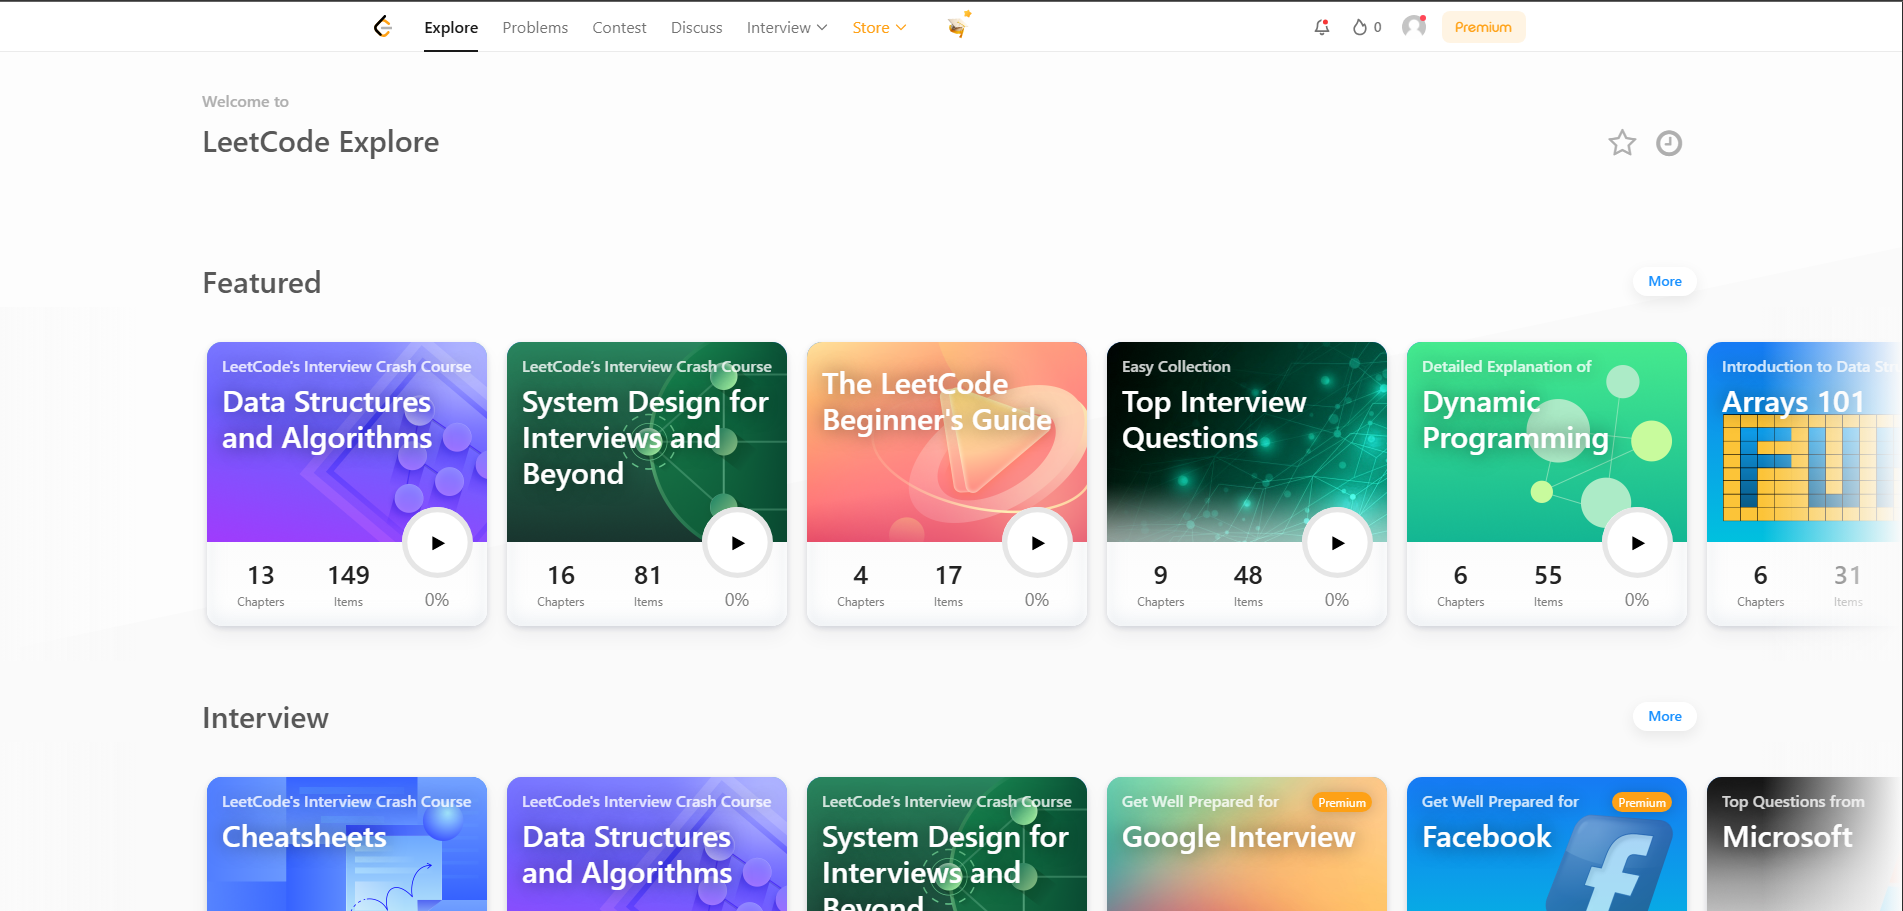 Explore Problems Contest Discuss Interview Store 0 Premium
Welcome to
LeetCode Explore
Featured More
LeetCode's Interview Crash Course
Data Structures
and Algorithms
13 149
Chapters Items 0%
LeetCode's Interview Crash Course
System Design for
Interviews and
Beyond
16 81
Chapters Items 0%
The LeetCode
Beginner's Guide
4 17
Chapters Items 0%
Easy Collection
Top Interview
Questions
9 48
Chapters Items 0%
Detailed Explanation of
Dynamic
Programming
6 55
Chapters Items 0%
Introduction to Data
Arrays 101
6 31
Chapters Items
Interview More
LeetCode's Interview Crash Course
Cheatsheets
LeetCode's Interview Crash Course
Data Structures
and Algorithms
LeetCode's Interview Crash Course
System Design for
Interviews and
Beyond
Get Well Prepared for Premium
Google Interview
Get Well Prepared for Premium
Facebook
Top Questions from
Microsoft